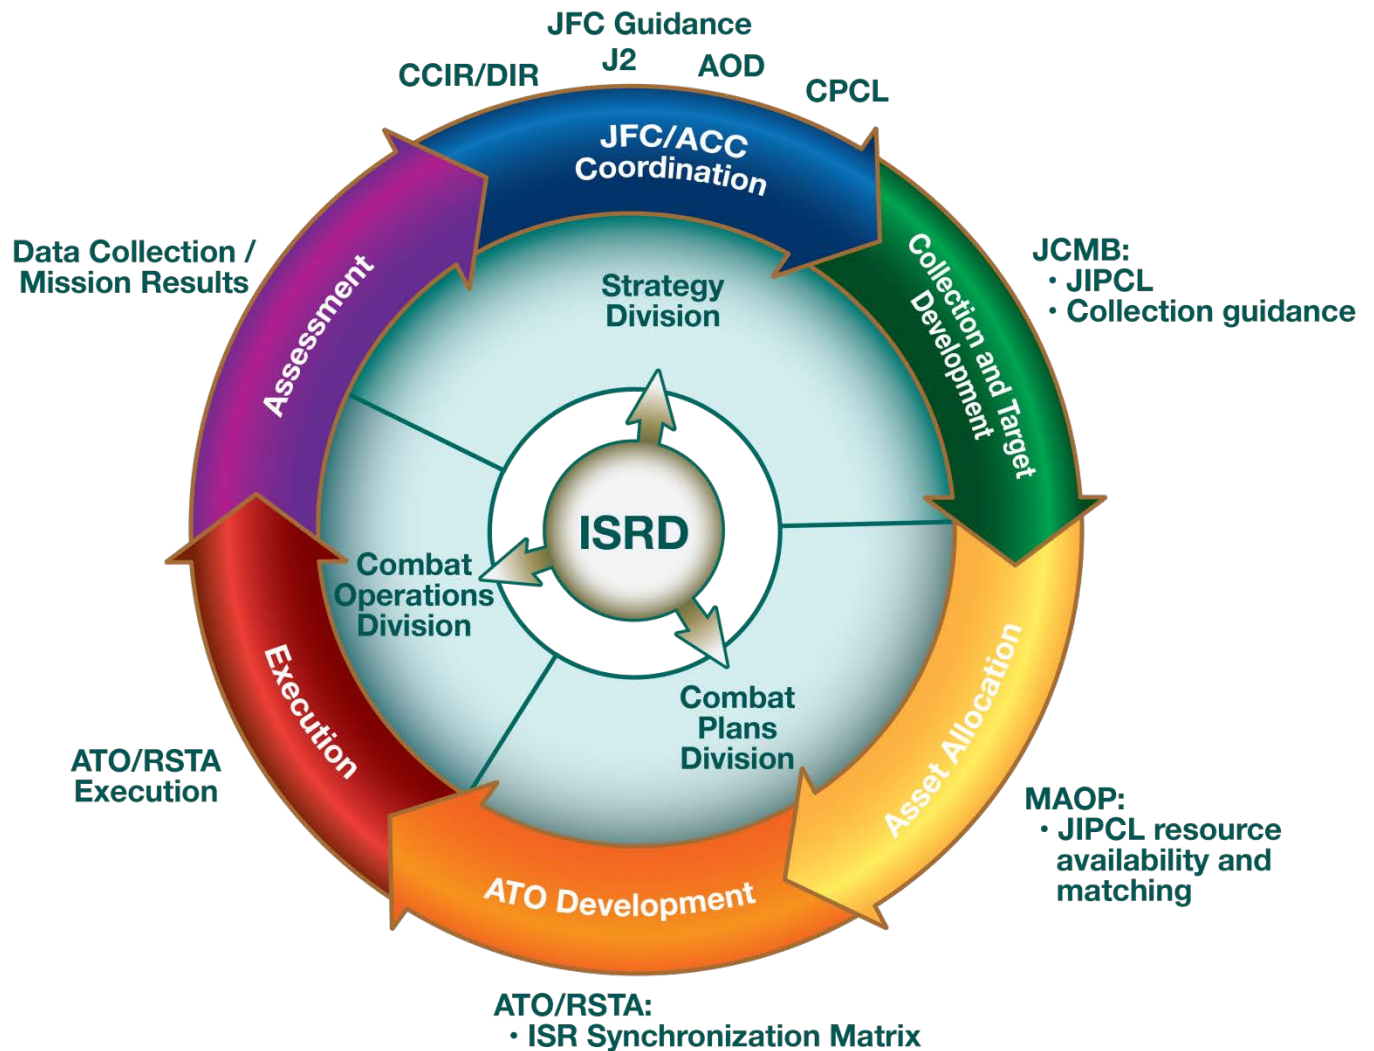 JFC Guidance
CCIR/DIR
J2
AOD
CPCL
JFC/ACC
Coordination
Collection and Target
Development
JCMB:
• JIPCL
• Collection guidance
Asset Allocation
MAOP:
• JIPCL resource
availability and
matching
ATO Development
ATO/RSTA:
• ISR Synchronization Matrix
Execution
ATO/RSTA
Execution
Assessment
Data Collection /
Mission Results
Strategy
Division
ISRD
Combat
Operations
Division
Combat
Plans
Division